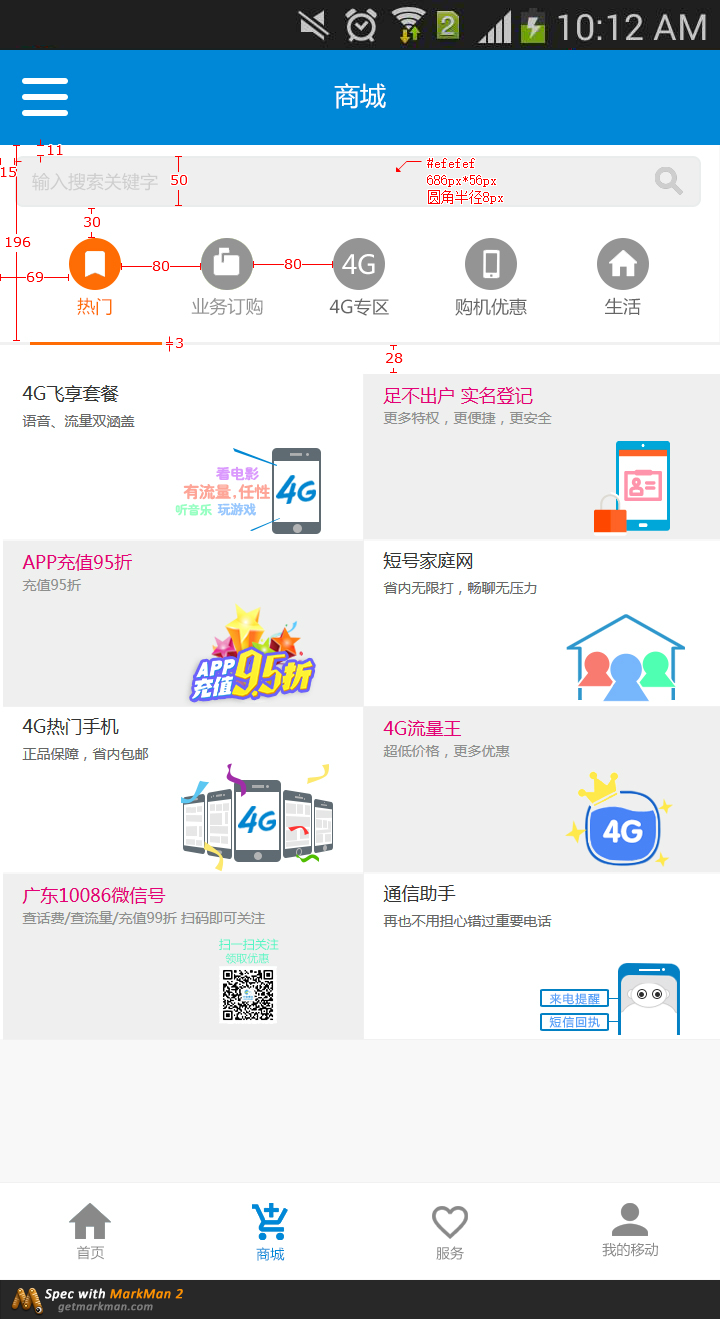 2
10:12 AM
商城
11
15
输入搜索关键字
50
#efefef
686px*56px
圆角半径8px
30
196
69
80
80
4G
热门
业务订购
4G专区
购机优惠
生活
3
28
4G飞享套餐
语音、流量双涵盖
看电影
有流量,任性
听音乐 玩游戏
4G
足不出户 实名登记
更多特权，更便捷，更安全
APP充值95折
充值95折
APP
充值9.5折
短号家庭网
省内无限打，畅聊无压力
4G热门手机
正品保障，省内包邮
4G
4G流量王
超低价格，更多优惠
4G
广东10086微信号
查话费/查流量/充值99折 扫码即可关注
扫一扫关注
领取优惠
通信助手
再也不用担心错过重要电话
来电提醒
短信回执
首页
商城
服务
我的移动
Spec with MarkMan 2
getmarkman.com